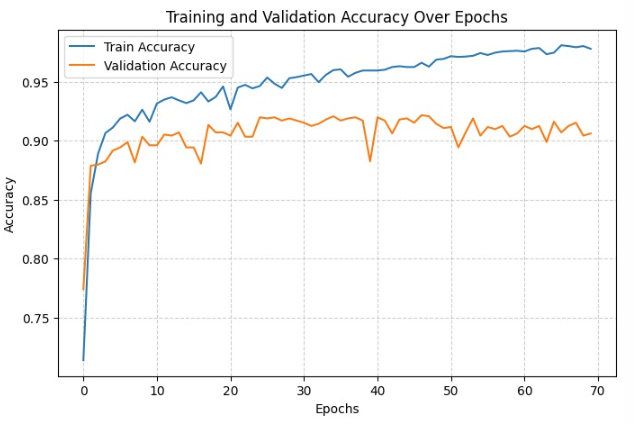 Training and Validation Accuracy Over Epochs
Train Accuracy
Validation Accuracy
0.95
0.90
0.85
0.80
0.75
Accuracy
0 10 20 30 40 50 60 70
Epochs